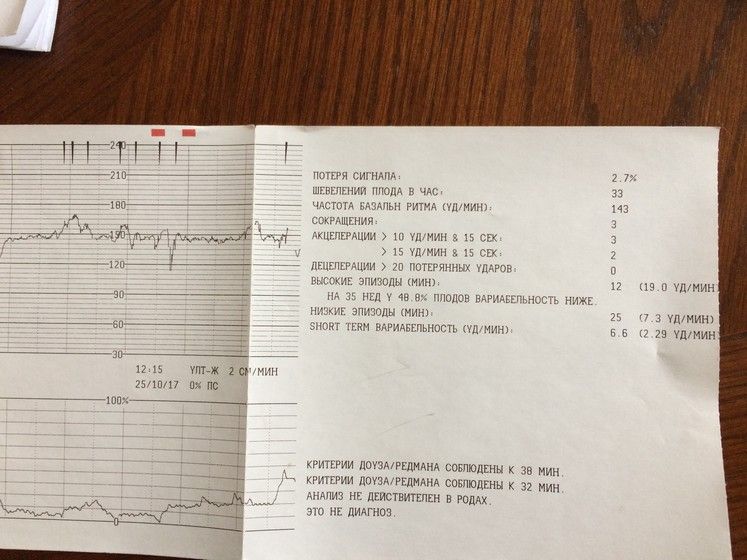 240
210
180
150
120
90
60
30
12:15 УЛТ-Ж 2 СМ/МИН
25/10/17 0% ПС
100%
0
ПОТЕРЯ СИГНАЛА: 2.7%
ШЕВЕЛЕНИЙ ПЛОДА В ЧАС: 33
ЧАСТОТА БАЗАЛЬН РИТМА (УД/МИН): 143
СОКРАЩЕНИЯ: 3
АКЦЕЛЕРАЦИИ > 10 УД/МИН & 15 СЕК: 3
> 15 УД/МИН & 15 СЕК: 2
ДЕЦЕЛЕРАЦИИ > 20 ПОТЕРЯННЫХ УДАРОВ: 0
ВЫСОКИЕ ЭПИЗОДЫ (МИН): 12 (19.0 УД/МИН)
НА 35 НЕД У 40.0% ПЛОДОВ ВАРИАБЕЛЬНОСТЬ НИЖЕ.
НИЗКИЕ ЭПИЗОДЫ (МИН): 25 (7.3 УД/МИН)
SHORT TERM ВАРИАБЕЛЬНОСТЬ (УД/МИН): 6.6 (2.29 УД/МИН
КРИТЕРИИ ДОУЗА/РЕДМАНА СОБЛЮДЕНЫ К 38 МИН.
КРИТЕРИИ ДОУЗА/РЕДМАНА СОБЛЮДЕНЫ К 32 МИН.
АНАЛИЗ НЕ ДЕЙСТВИТЕЛЕН В РОДАХ.
ЭТО НЕ ДИАГНОЗ.